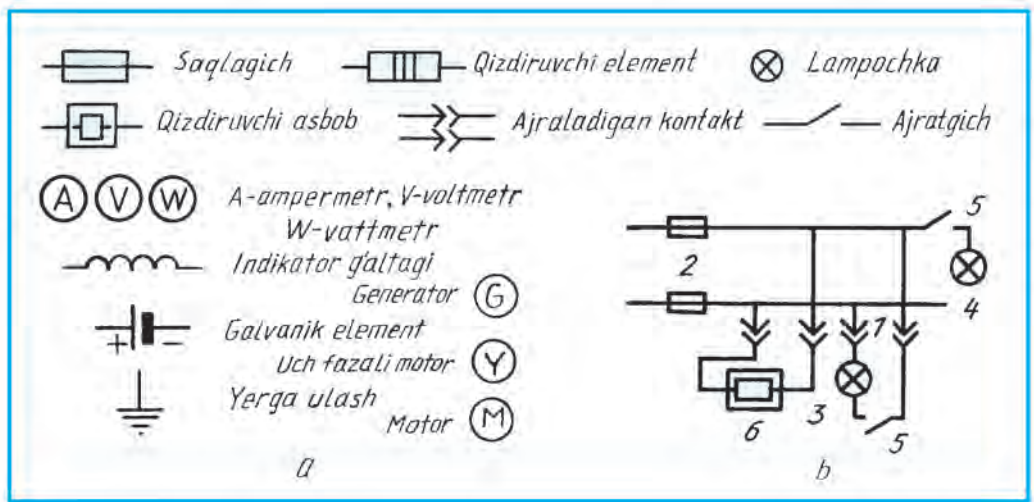 Saqlagich Qizdiruvchi element Lampochka
Qizdiruvchi asbob Ajraladigan kontakt Ajratgich
A V W A-ampermetr, V-voltmetr
W-vattmetr
Indikator g'altagi
Generator G
+ - Galvanik element
Uch fazali motor Y
Yerga ulash
Motor M
a
5
2
4
1
6 3 5
b